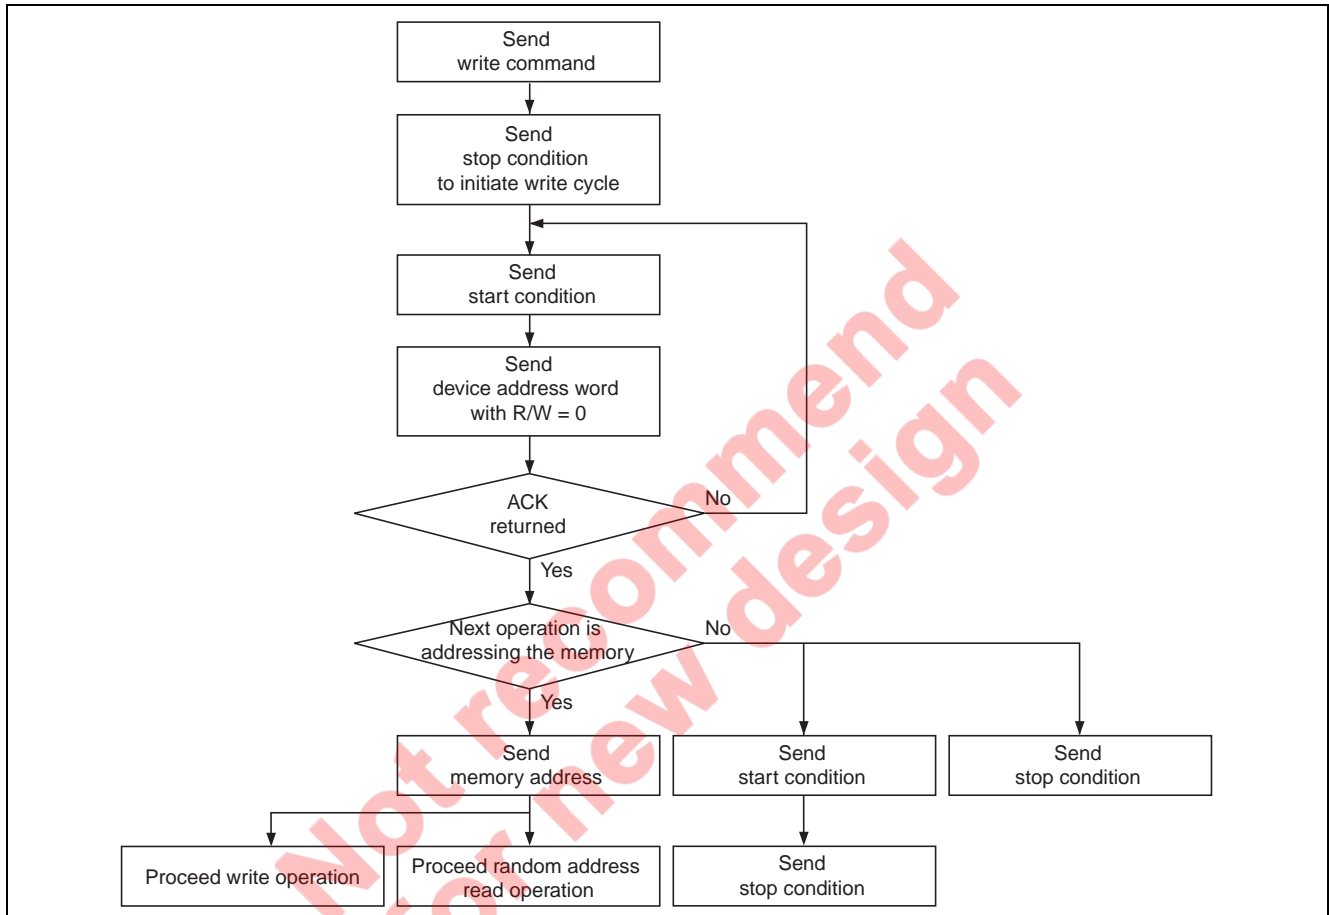 Send
write command
Send
stop condition
to initiate write cycle
Send
start condition
Send
device address word
with R/W = 0
ACK
returned
No
Yes
Next operation is
addressing the memory
No
Yes
Send
memory address
Send
start condition
Send
stop condition
Proceed write operation
Proceed random address
read operation
Send
stop condition
Not recommend
for new design